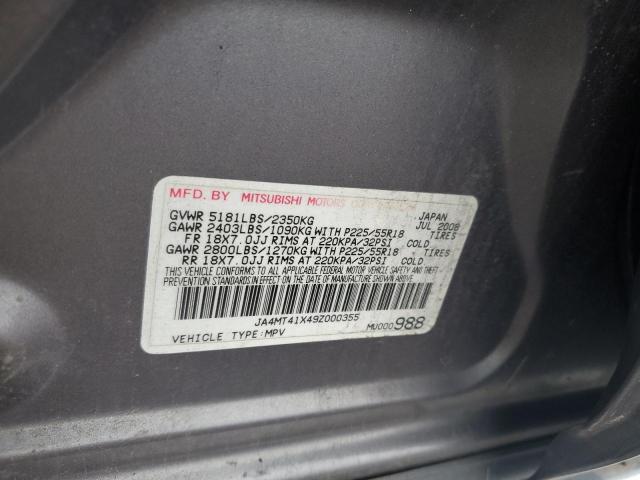 MFD. BY MITSUBISHI MOTORS CORPORATION
GVWR 5181LBS/2350KG JAPAN JUL 2008
GAWR 2403LBS/1090KG WITH P225/55R18 TIRES
FR 18X7.0JJ RIMS AT 220KPA/32PSI COLD
GAWR 2800LBS/1270KG WITH P225/55R18 TIRES
RR 18X7.0JJ RIMS AT 220KPA/32PSI COLD
THIS VEHICLE CONFORMS TO ALL APPLICABLE FEDERAL MOTOR VEHICLE SAFETY AND THEFT
PREVENTION STANDARDS IN EFFECT ON THE DATE OF MANUFACTURE SHOWN ABOVE.
JA4MT41X49Z000355
VEHICLE TYPE:MPV MU000988